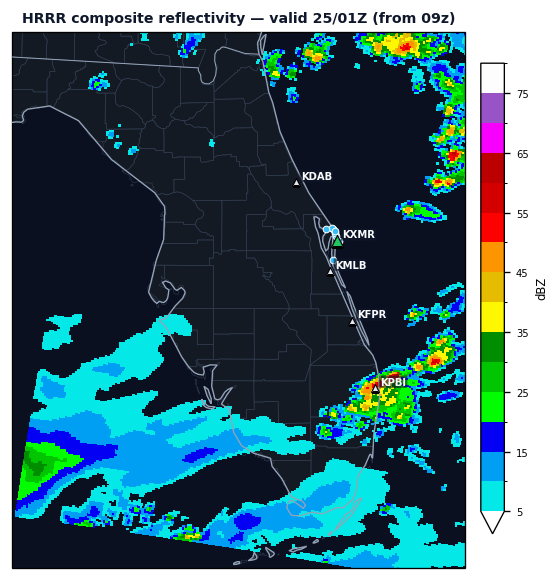 HRRR composite reflectivity — valid 25/01Z (from 09z)
KDAB
KXMR
KMLB
KFPR
KPBI
75
65
55
45
35
25
15
5
dBZ